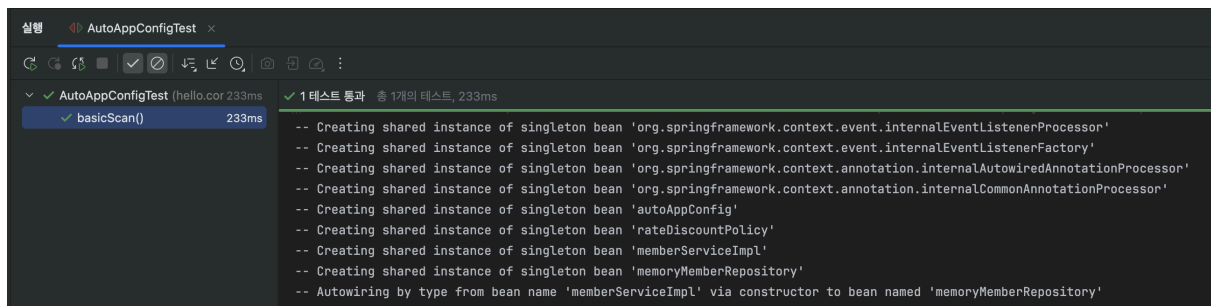 실행 AutoAppConfigTest
AutoAppConfigTest (hello.cor 233ms
✓ 1 테스트 통과 총 1개의 테스트, 233ms
basicScan() 233ms
-- Creating shared instance of singleton bean 'org.springframework.context.event.internalEventListenerProcessor'
-- Creating shared instance of singleton bean 'org.springframework.context.event.internalEventListenerFactory'
-- Creating shared instance of singleton bean 'org.springframework.context.annotation.internalAutowiredAnnotationProcessor'
-- Creating shared instance of singleton bean 'org.springframework.context.annotation.internalCommonAnnotationProcessor'
-- Creating shared instance of singleton bean 'autoAppConfig'
-- Creating shared instance of singleton bean 'rateDiscountPolicy'
-- Creating shared instance of singleton bean 'memberServiceImpl'
-- Creating shared instance of singleton bean 'memoryMemberRepository'
-- Autowiring by type from bean name 'memberServiceImpl' via constructor to bean named 'memoryMemberRepository'